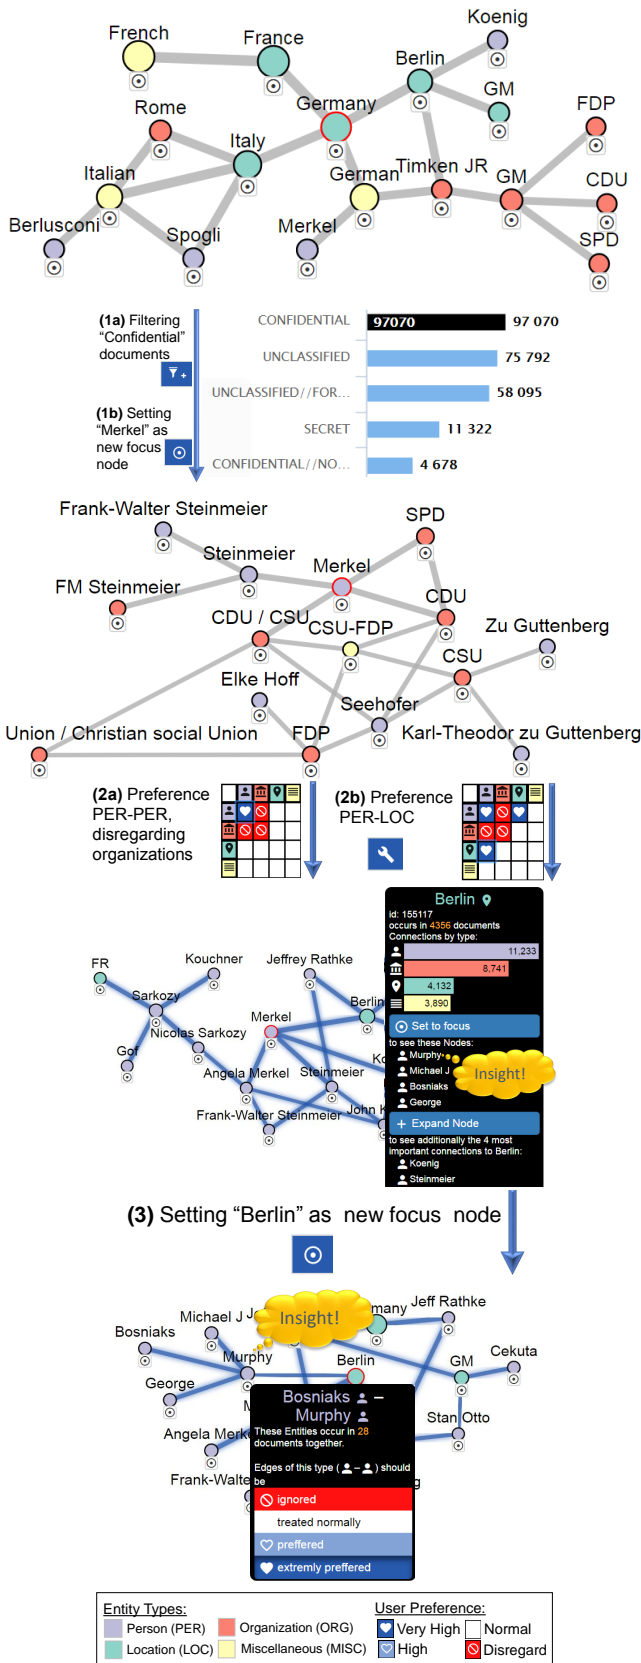 Koenig
French
France
Berlin
GM
FDP
Germany
Rome
Italy
Timken JR
Italian
German
GM
CDU
Berlusconi
Spogli
Merkel
SPD
(1a) Filtering
“Confidential”
documents
(1b) Setting
“Merkel” as
new focus
node
CONFIDENTIAL 97070 97 070
UNCLASSIFIED 75 792
UNCLASSIFIED//FOR... 58 095
SECRET 11 322
CONFIDENTIAL//NO... 4 678
Frank-Walter Steinmeier
SPD
Steinmeier
Merkel
FM Steinmeier
CDU
CDU / CSU
CSU-FDP
Zu Guttenberg
CSU
Elke Hoff
Seehofer
Union / Christian social Union
FDP
Karl-Theodor zu Guttenberg
(2a) Preference
PER-PER,
disregarding
organizations
(2b) Preference
PER-LOC
Berlin
id: 155117
occurs in 4356 documents
Connections by type:
11,233
8,741
4,132
3,890
Set to focus
to see these Nodes:
Murphy
Michael J
Bosniaks
George
Insight!
Expand Node
to see additionally the 4 most
important connections to Berlin:
Koenig
Steinmeier
FR
Kouchner
Jeffrey Rathke
Sarkozy
Berlin
Merkel
Nicolas Sarkozy
Gof
Ko
Angela Merkel
Steinmeier
Frank-Walter Steinmeier
John K
(3) Setting “Berlin” as new focus node
Insight!
Michael J
J
many
Jeff Rathke
Bosniaks
Murphy
Berlin
GM
Cekuta
George
M
Stan Otto
Angela Merke
Frank-Walte
g
Bosniaks –
Murphy
These Entities occur in 28
documents together.
Edges of this type ( – ) should
be
ignored
treated normally
preffered
extremly preffered
Entity Types:
Person (PER)
Organization (ORG)
Location (LOC)
Miscellaneous (MISC)
User Preference:
Very High
Normal
High
Disregard